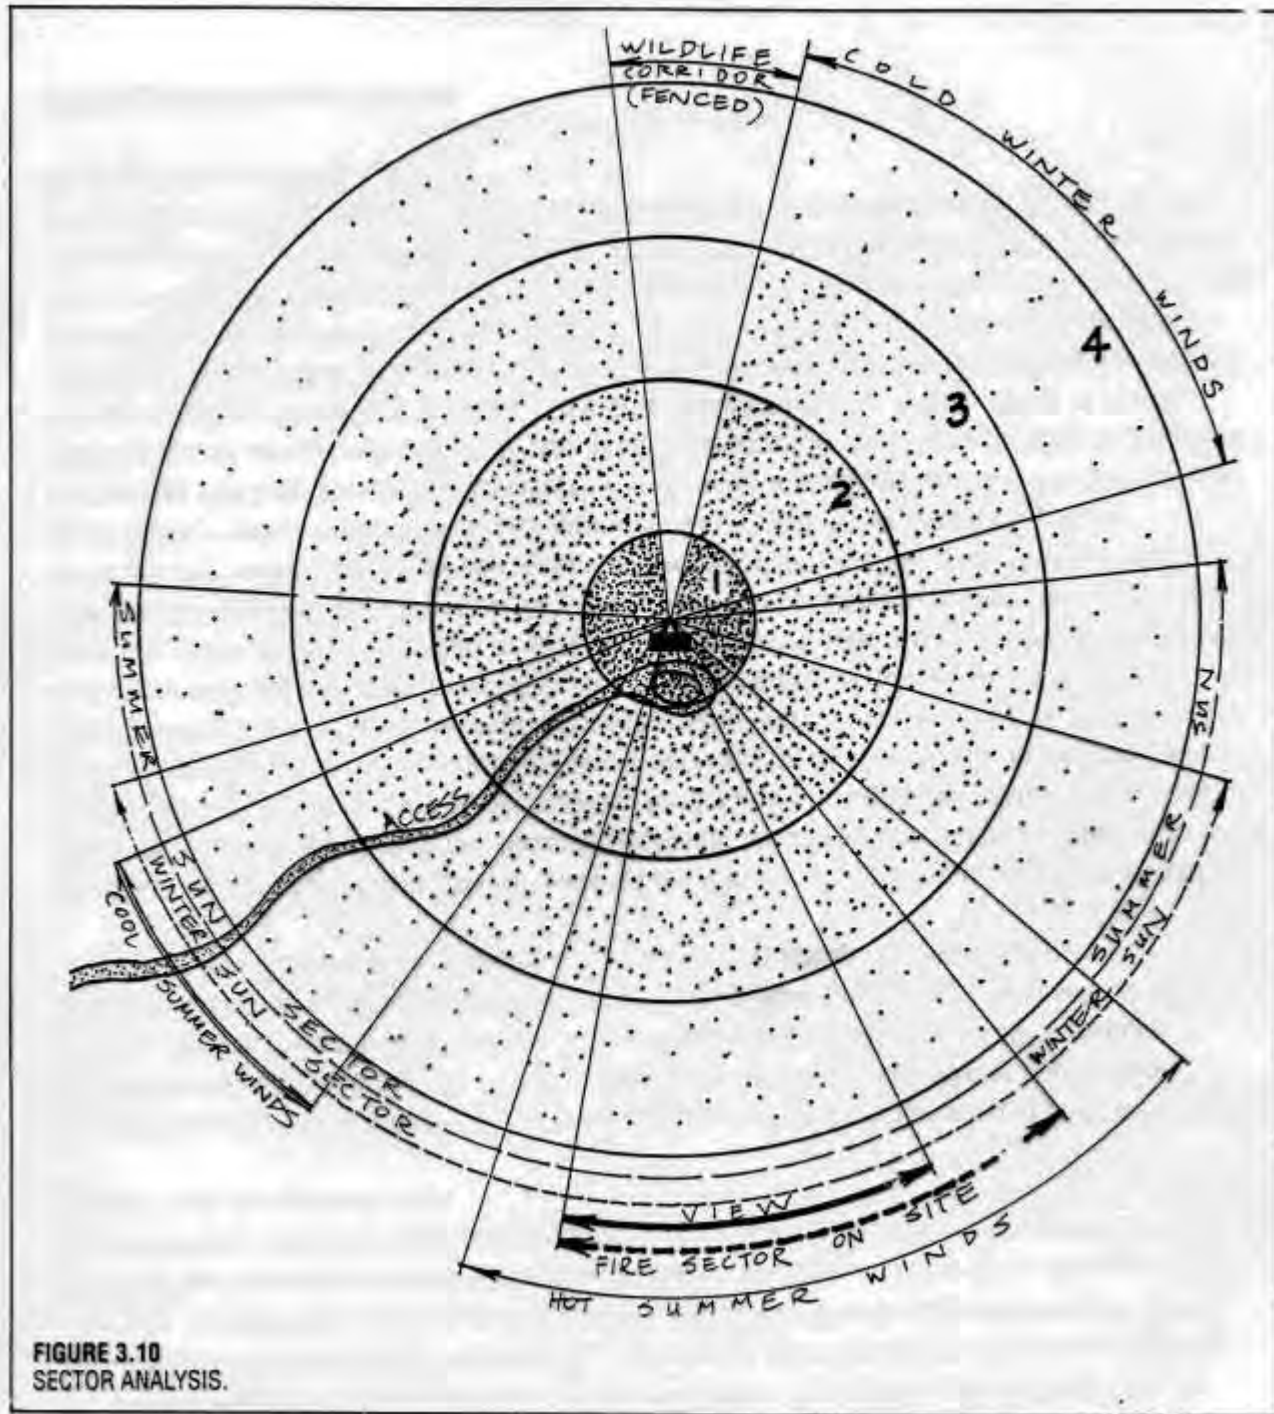 WILDLIFE
CORRIDOR
(FENCED)
COLD WINTER WINDS
4
3
2
1
SUMMER SUN SECTOR SUMMER SUN
WINTER SUN SECTOR WINTER SUN
COOL SUMMER WINDS
ACCESS
VIEW
FIRE SECTOR ON SITE
HOT SUMMER WINDS
FIGURE 3.10
SECTOR ANALYSIS.